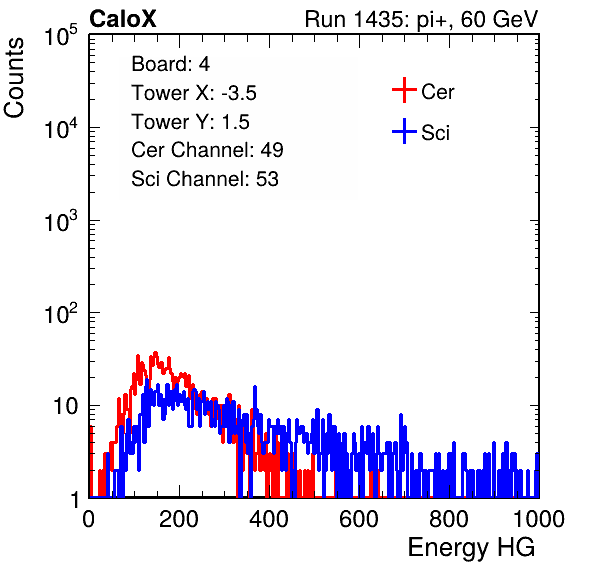 CaloX Run 1435: pi+, 60 GeV
Counts
Board: 4
Tower X: -3.5
Tower Y: 1.5
Cer Channel: 49
Sci Channel: 53
Cer
Sci
10^5
10^4
10^3
10^2
10
1
0 200 400 600 800 1000
Energy HG